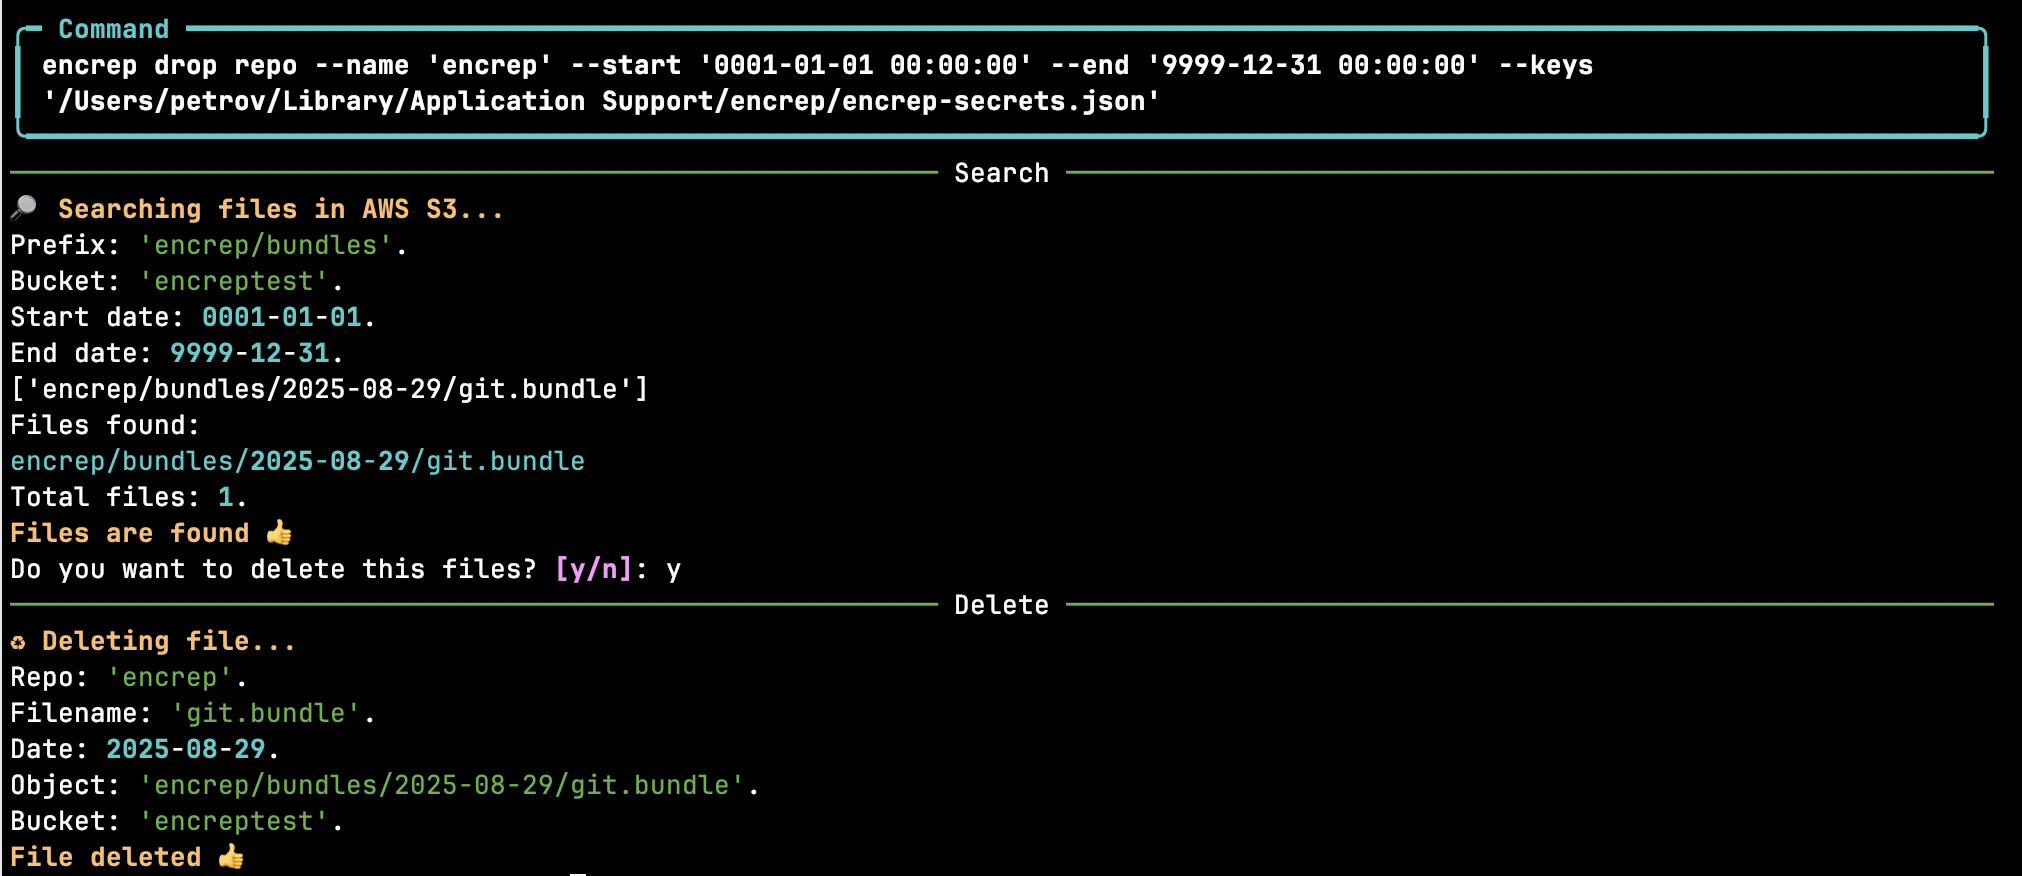 Command
encrep drop repo --name 'encrep' --start '0001-01-01 00:00:00' --end '9999-12-31 00:00:00' --keys
'/Users/petrov/Library/Application Support/encrep/encrep-secrets.json'
Search
🔎 Searching files in AWS S3...
Prefix: 'encrep/bundles'.
Bucket: 'encreptest'.
Start date: 0001-01-01.
End date: 9999-12-31.
['encrep/bundles/2025-08-29/git.bundle']
Files found:
encrep/bundles/2025-08-29/git.bundle
Total files: 1.
Files are found 👍
Do you want to delete this files? [y/n]: y
Delete
♻ Deleting file...
Repo: 'encrep'.
Filename: 'git.bundle'.
Date: 2025-08-29.
Object: 'encrep/bundles/2025-08-29/git.bundle'.
Bucket: 'encreptest'.
File deleted 👍